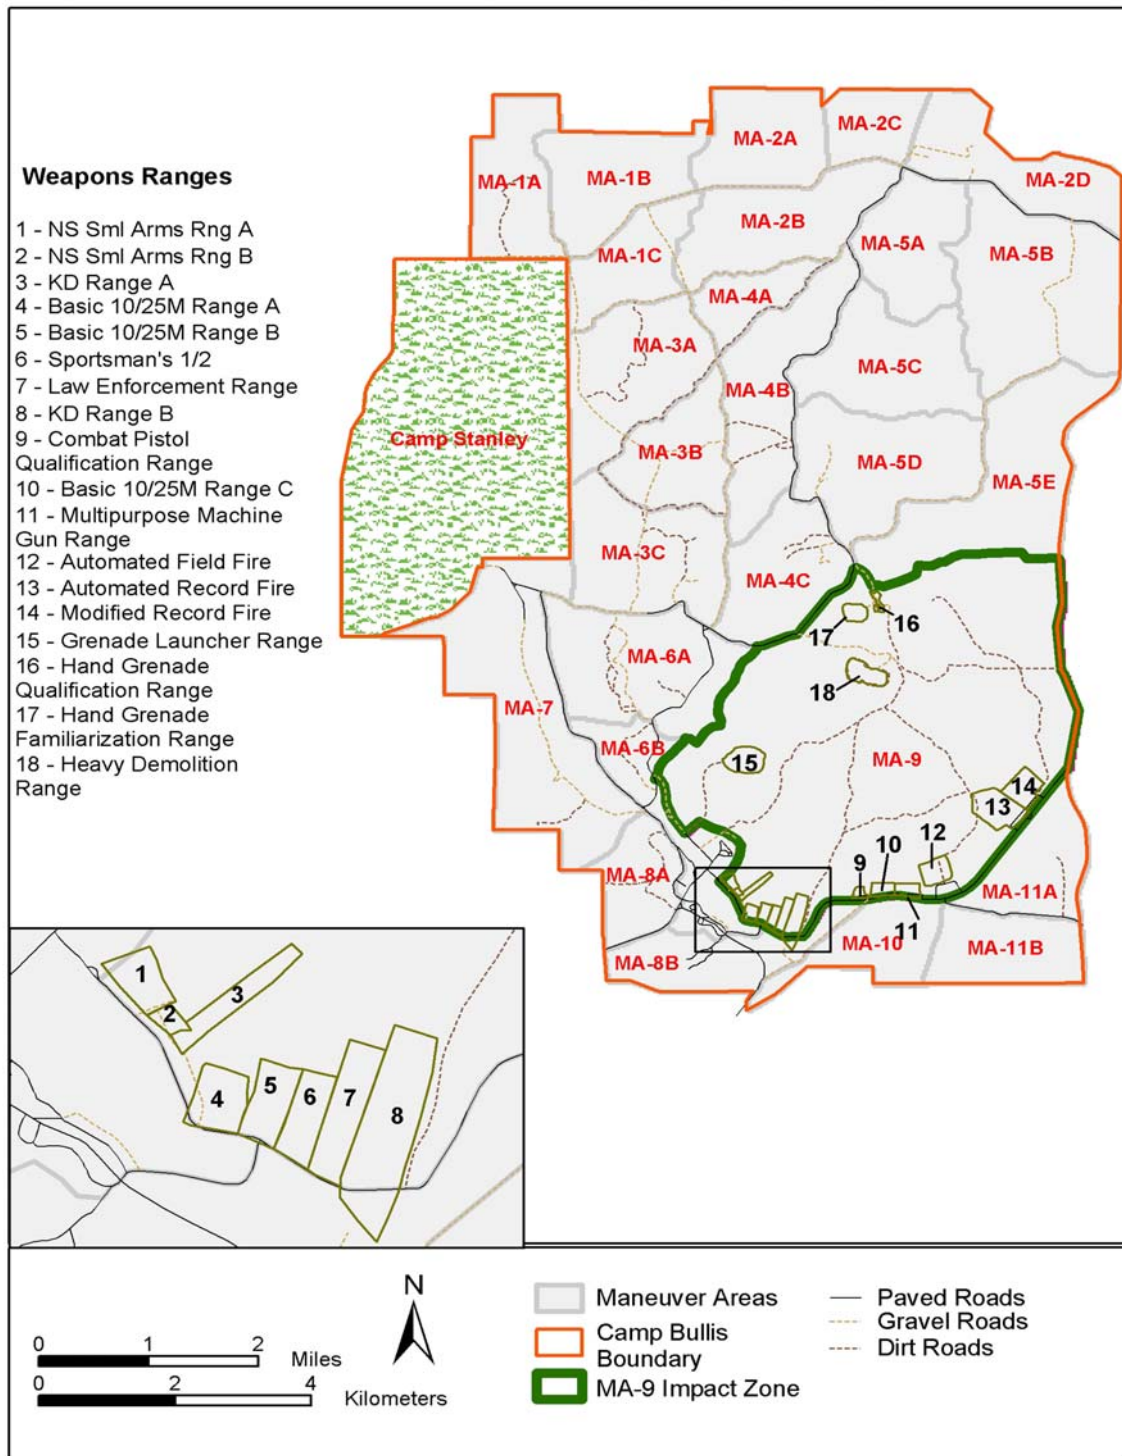 Weapons Ranges
1 - NS Sml Arms Rng A
2 - NS Sml Arms Rng B
3 - KD Range A
4 - Basic 10/25M Range A
5 - Basic 10/25M Range B
6 - Sportsman's 1/2
7 - Law Enforcement Range
8 - KD Range B
9 - Combat Pistol
Qualification Range
10 - Basic 10/25M Range C
11 - Multipurpose Machine
Gun Range
12 - Automated Field Fire
13 - Automated Record Fire
14 - Modified Record Fire
15 - Grenade Launcher Range
16 - Hand Grenade
Qualification Range
17 - Hand Grenade
Familiarization Range
18 - Heavy Demolition
Range
MA-2C
MA-2A
MA-1A
MA-1B
MA-2D
MA-2B
MA-5A
MA-1C
MA-5B
MA-4A
MA-3A
MA-5C
MA-4B
Camp Stanley
MA-3B
MA-5D
MA-5E
MA-3C
MA-4C
17
16
MA-6A
18
MA-7
MA-6B
15
MA-9
14
13
12
10
9
MA-8A
MA-11A
11
MA-10
MA-11B
MA-8B
1
2
3
4
5
6
7
8
N
0 1 2
Miles
0 2 4
Kilometers
Maneuver Areas
Camp Bullis
Boundary
MA-9 Impact Zone
Paved Roads
Gravel Roads
Dirt Roads